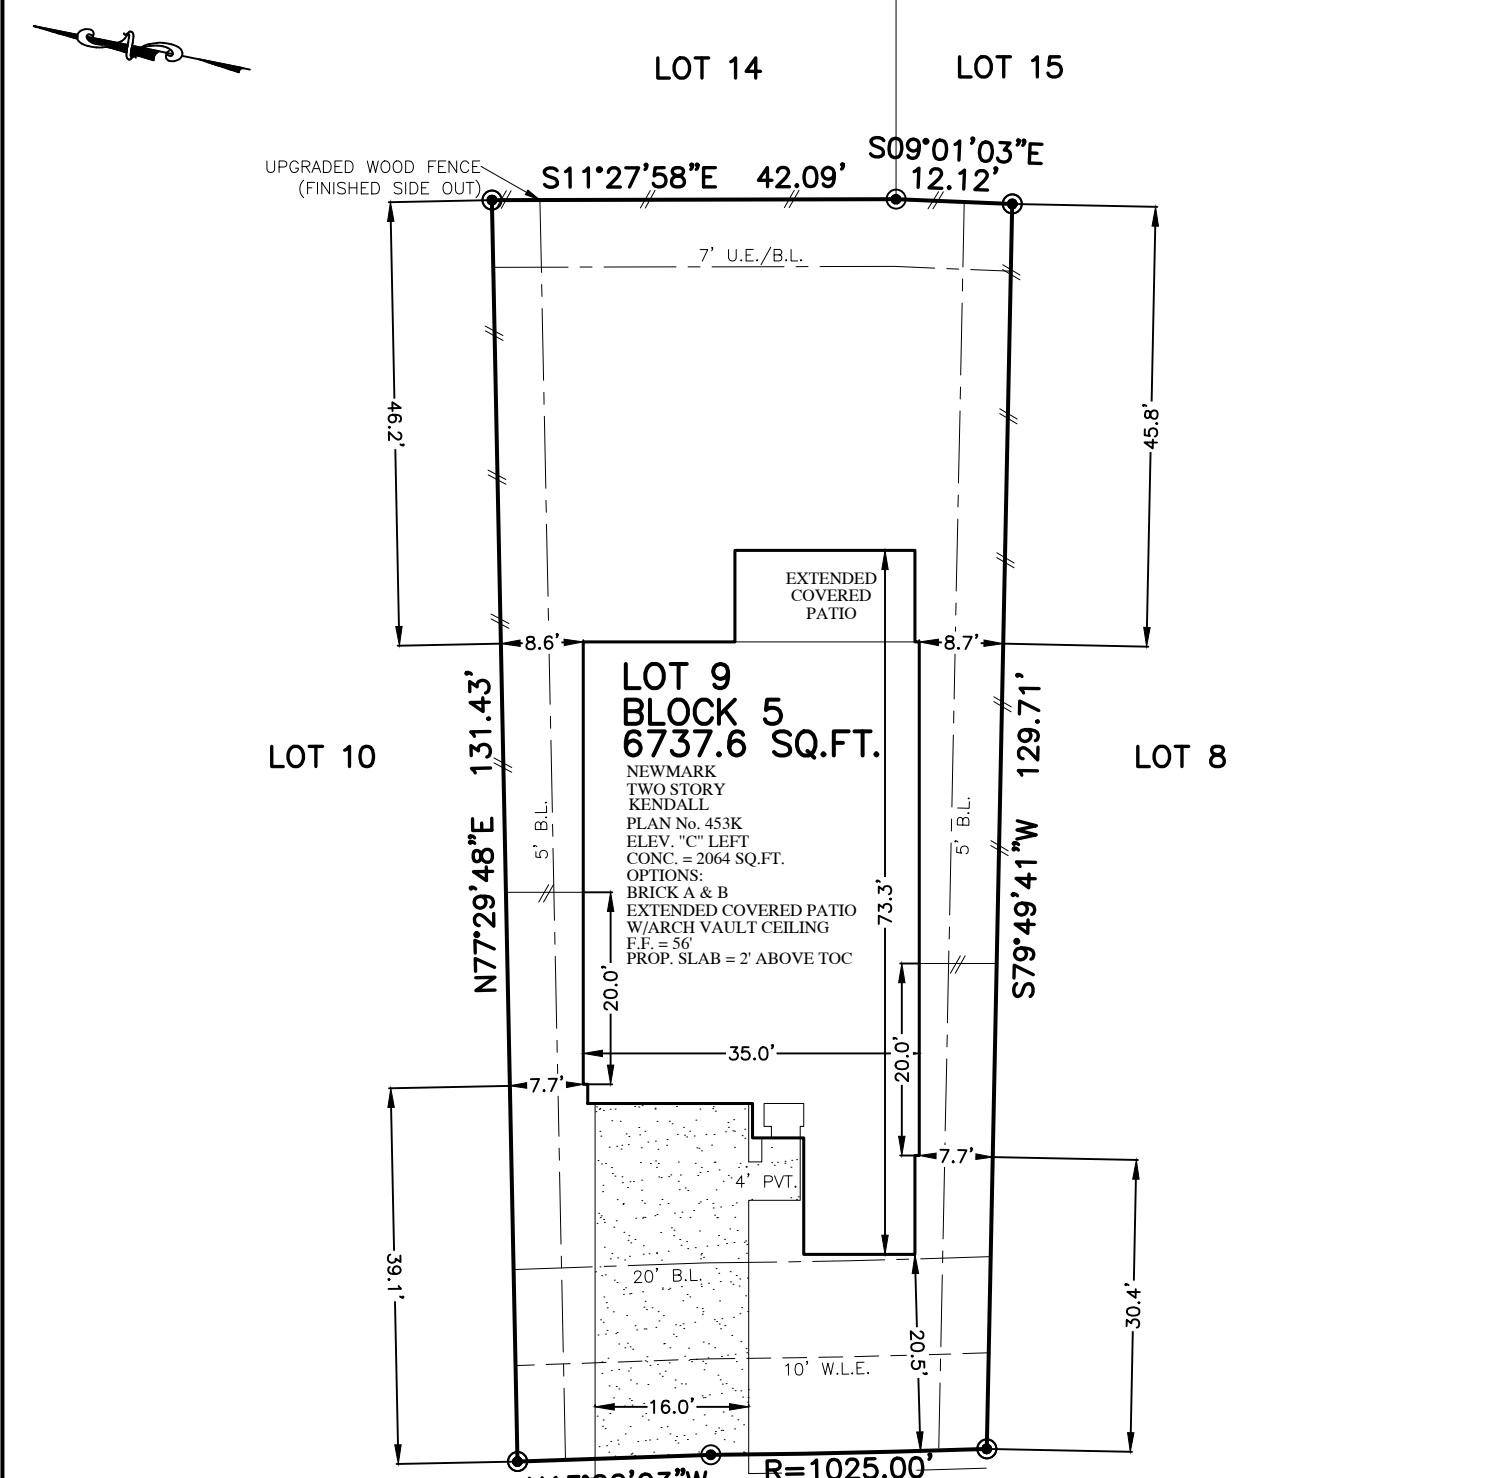 LOT 14
LOT 15
S09°01'03"E
UPGRADED WOOD FENCE
(FINISHED SIDE OUT)
S11°27'58"E 42.09'
12.12'
7' U.E./B.L.
46.2'
45.8'
EXTENDED
COVERED
PATIO
8.6'
8.7'
LOT 9
BLOCK 5
6737.6 SQ.FT.
N77°29'48"E 131.43'
S79°49'41"W 129.71'
LOT 10
LOT 8
NEWMARK
TWO STORY
KENDALL
PLAN No. 453K
ELEV. "C" LEFT
CONC. = 2064 SQ.FT.
OPTIONS:
BRICK A & B
EXTENDED COVERED PATIO
W/ARCH VAULT CEILING
F.F. = 56'
PROP. SLAB = 2' ABOVE TOC
5' B.L.
5' B.L.
73.3'
20.0'
35.0'
20.0'
7.7'
7.7'
4' PVT.
39.1'
20' B.L.
30.4'
20.5'
10' W.L.E.
16.0'
R=1025.00'